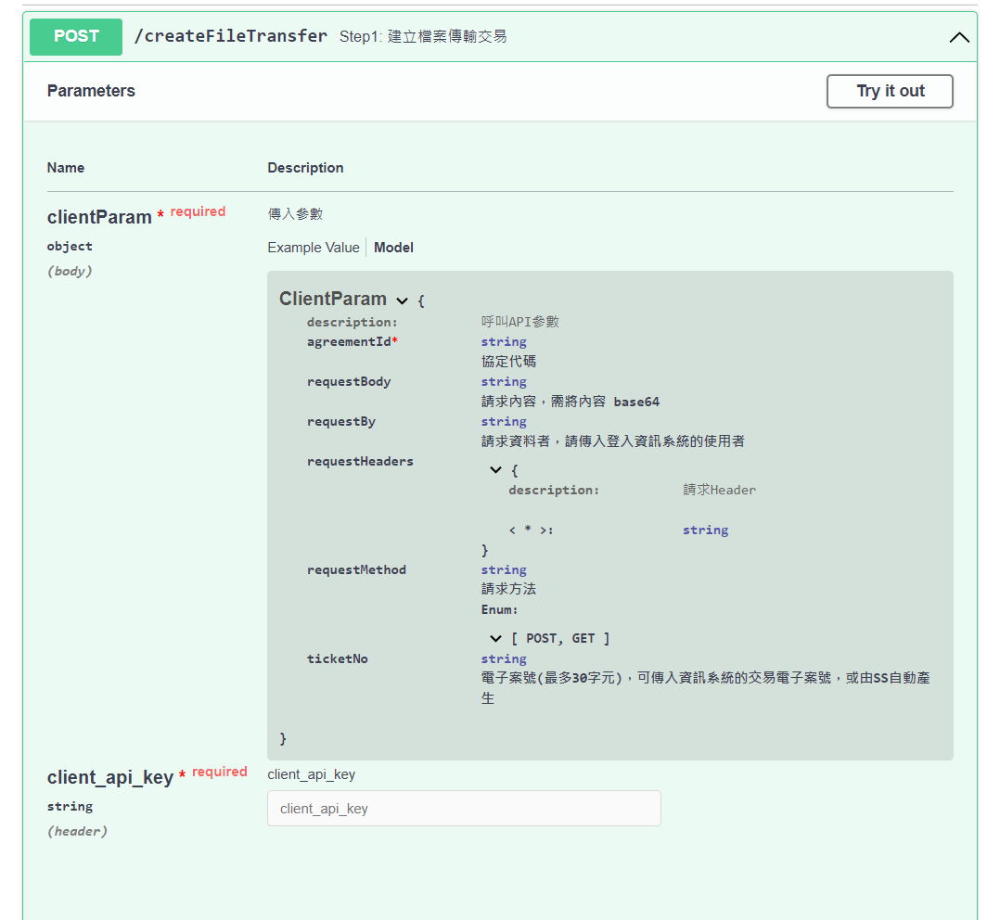 POST /createFileTransfer Step1: 建立檔案傳輸交易
Parameters Try it out
Name Description
clientParam * required 傳入參數
object Example Value Model
(body)
ClientParam {
description: 呼叫API參數
agreementId* string
協定代碼
requestBody string
請求內容，需將內容 base64
requestBy string
請求資料者，請傳入登入資訊系統的使用者
requestHeaders {
description: 請求Header
< * >: string
}
requestMethod string
請求方法
Enum:
[ POST, GET ]
ticketNo string
電子案號(最多30字元)，可傳入資訊系統的交易電子案號，或由SS自動產
生
}
client_api_key * required client_api_key
string client_api_key
(header)